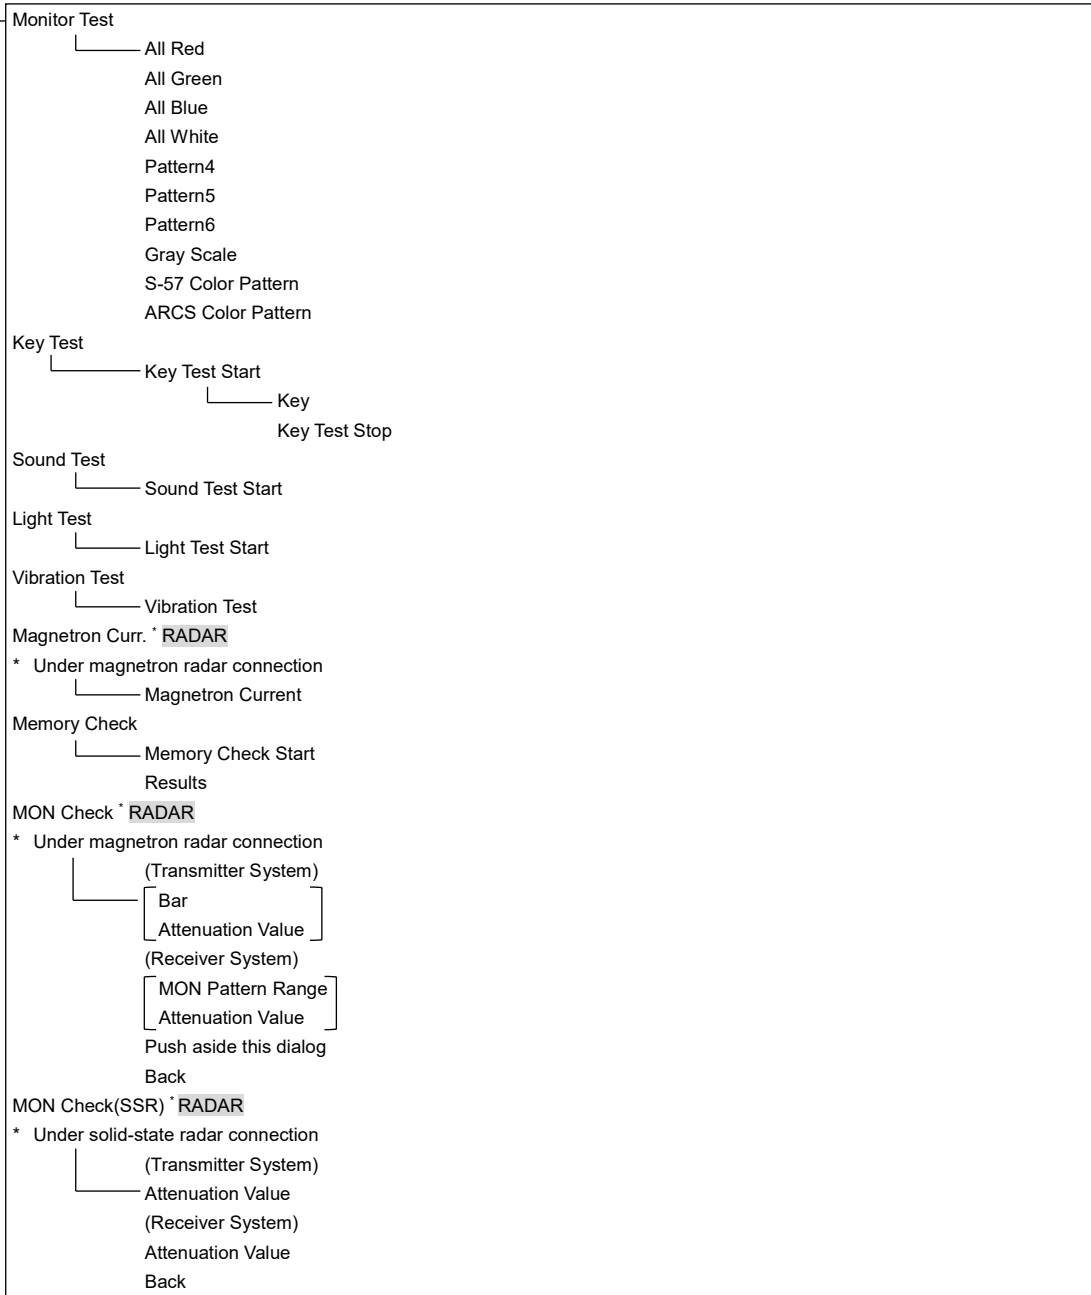 Monitor Test
All Red
All Green
All Blue
All White
Pattern4
Pattern5
Pattern6
Gray Scale
S-57 Color Pattern
ARCS Color Pattern
Key Test
Key Test Start
Key
Key Test Stop
Sound Test
Sound Test Start
Light Test
Light Test Start
Vibration Test
Vibration Test
Magnetron Curr. * RADAR
* Under magnetron radar connection
Magnetron Current
Memory Check
Memory Check Start
Results
MON Check * RADAR
* Under magnetron radar connection
(Transmitter System)
Bar
Attenuation Value
(Receiver System)
MON Pattern Range
Attenuation Value
Push aside this dialog
Back
MON Check(SSR) * RADAR
* Under solid-state radar connection
(Transmitter System)
Attenuation Value
(Receiver System)
Attenuation Value
Back